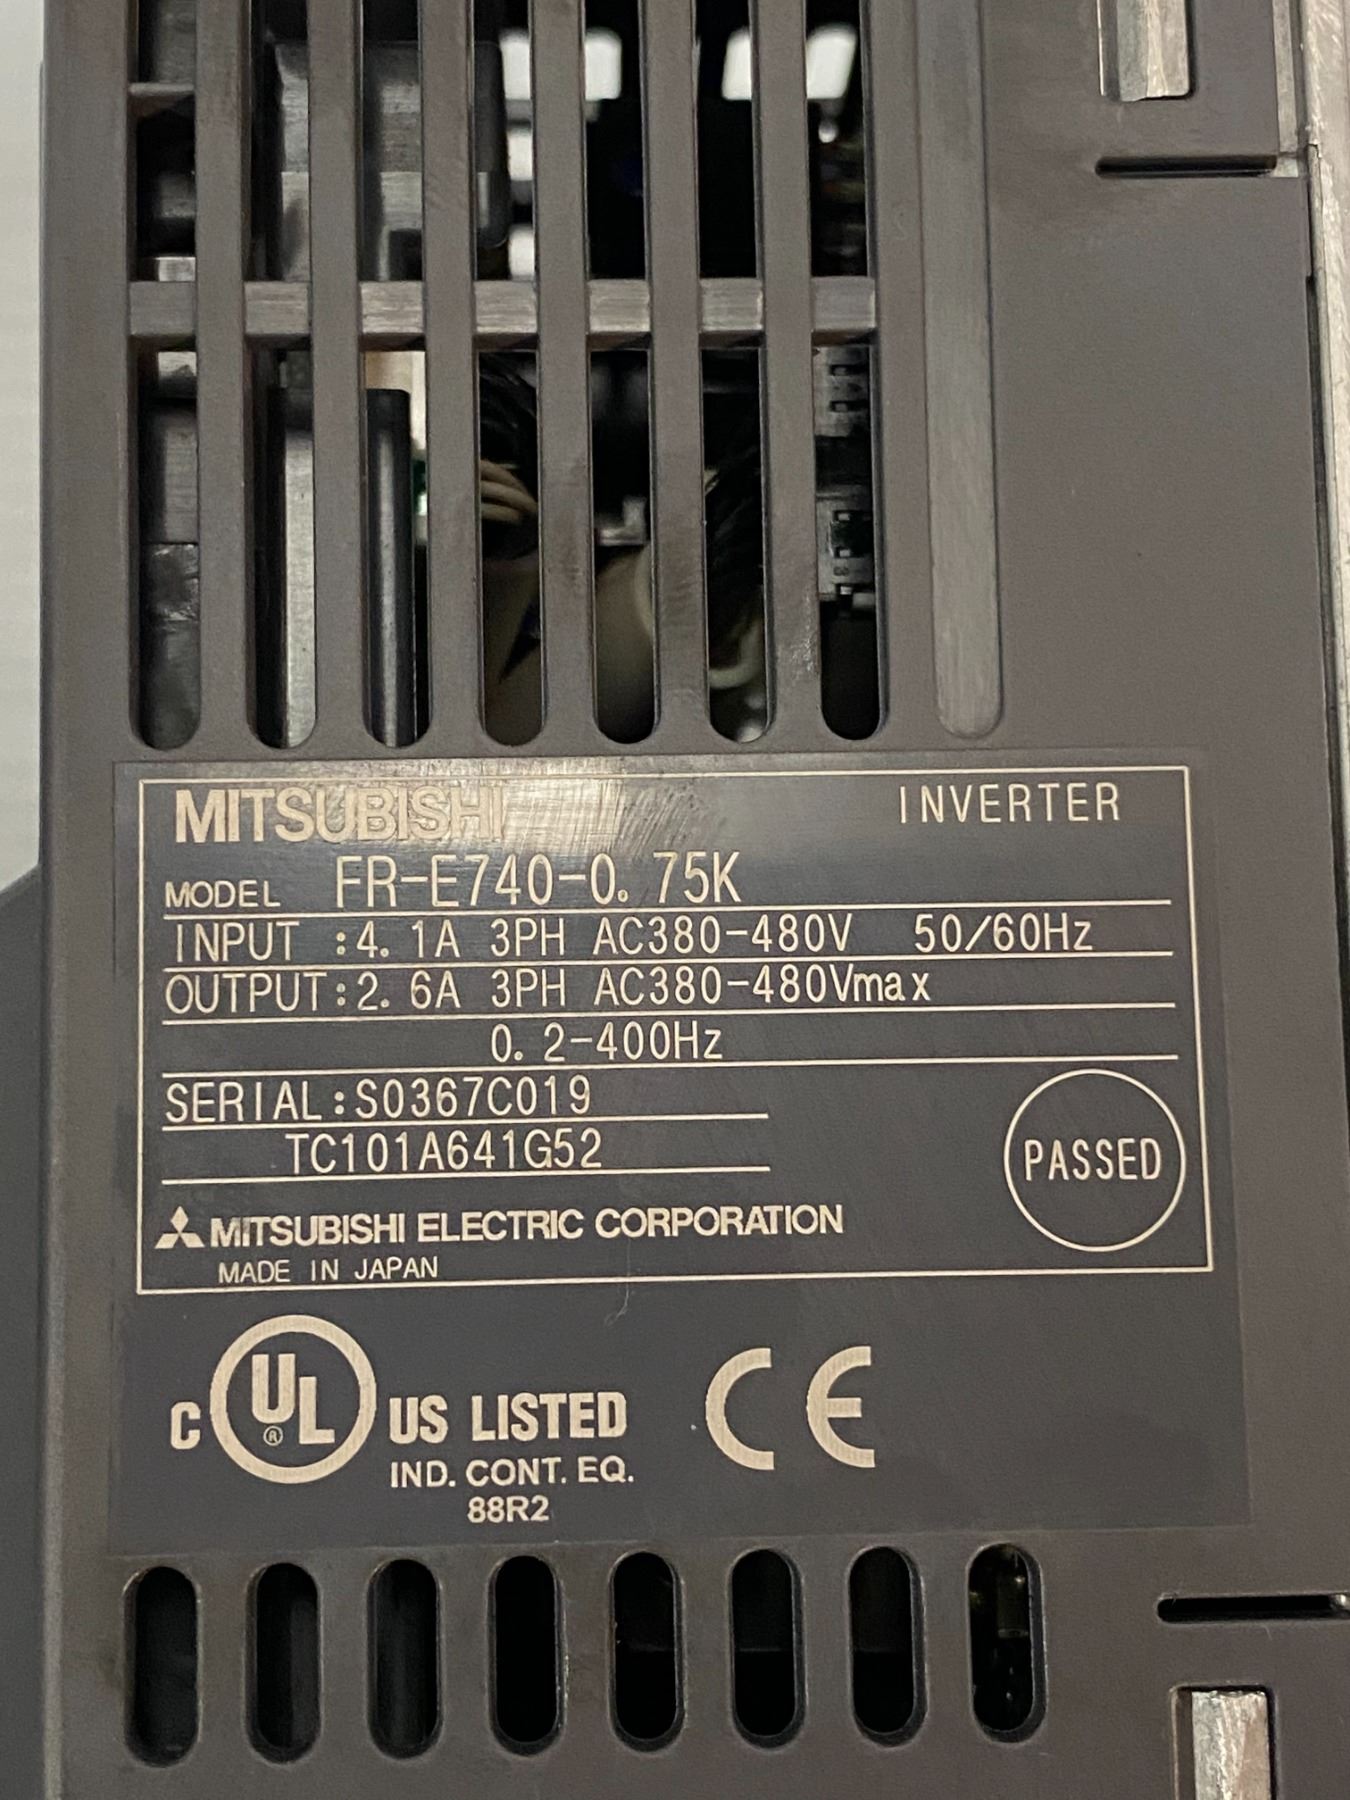 MITSUBISHI INVERTER
MODEL FR-E740-0.75K
INPUT :4.1A 3PH AC380-480V 50/60Hz
OUTPUT:2.6A 3PH AC380-480Vmax
0.2-400Hz
SERIAL:S0367C019
TC101A641G52
PASSED
MITSUBISHI ELECTRIC CORPORATION
MADE IN JAPAN
C UL ® US LISTED CE
IND. CONT. EQ.
88R2